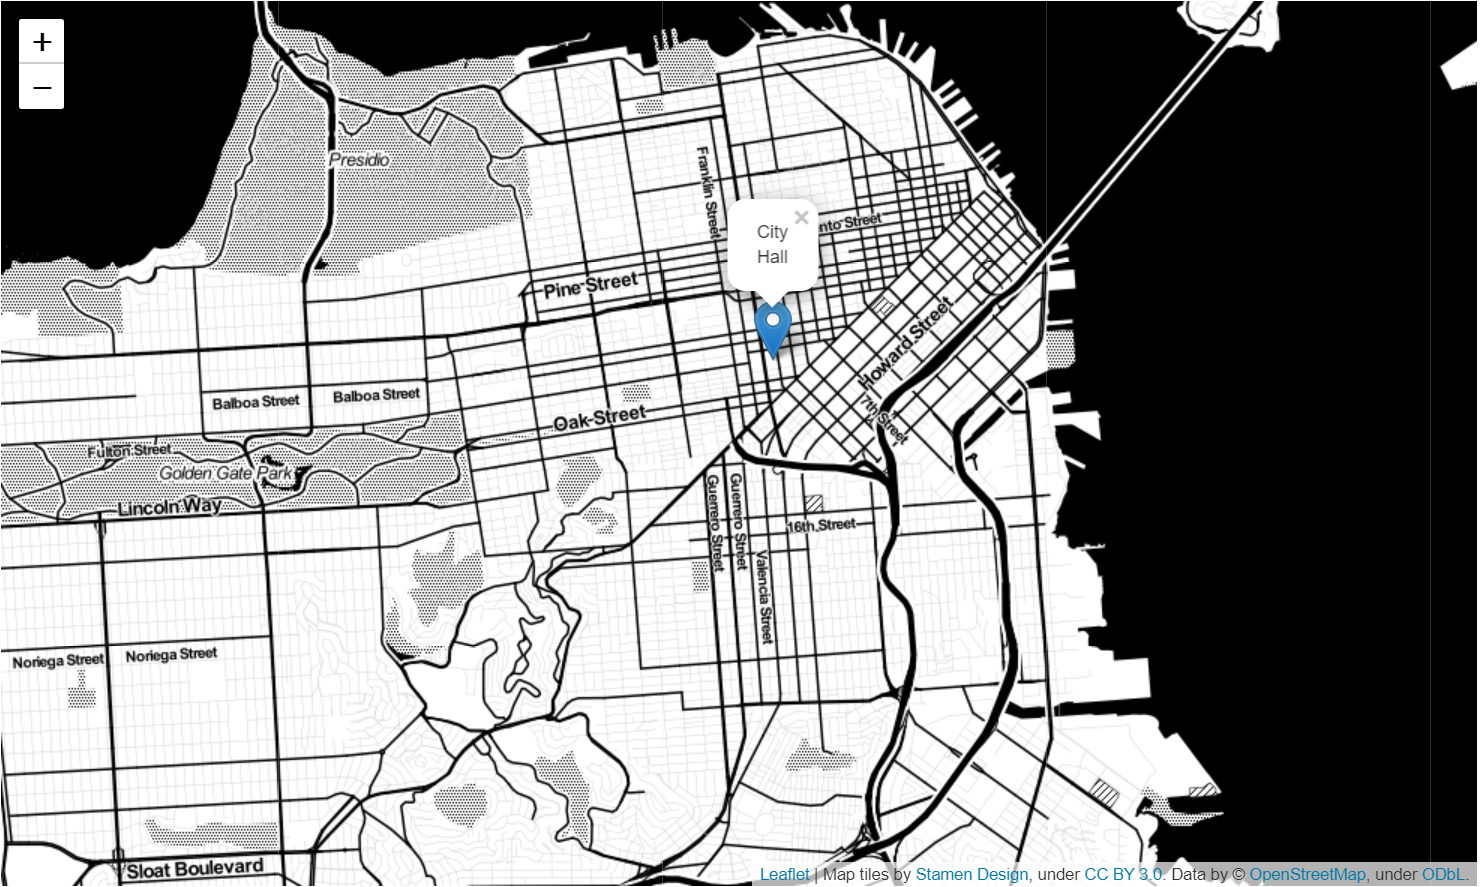 +
−
Presidio
Franklin Street
×
City
Hall
nto Street
Pine Street
Howard Street
Balboa Street
Balboa Street
7th Street
Oak Street
Fulton Street
Golden Gate Park
Lincoln Way
Guerrero Street
Guerrero Street
16th Street
Valencia Street
Noriega Street
Noriega Street
Sloat Boulevard
Leaflet | Map tiles by Stamen Design, under CC BY 3.0. Data by © OpenStreetMap, under ODbL.